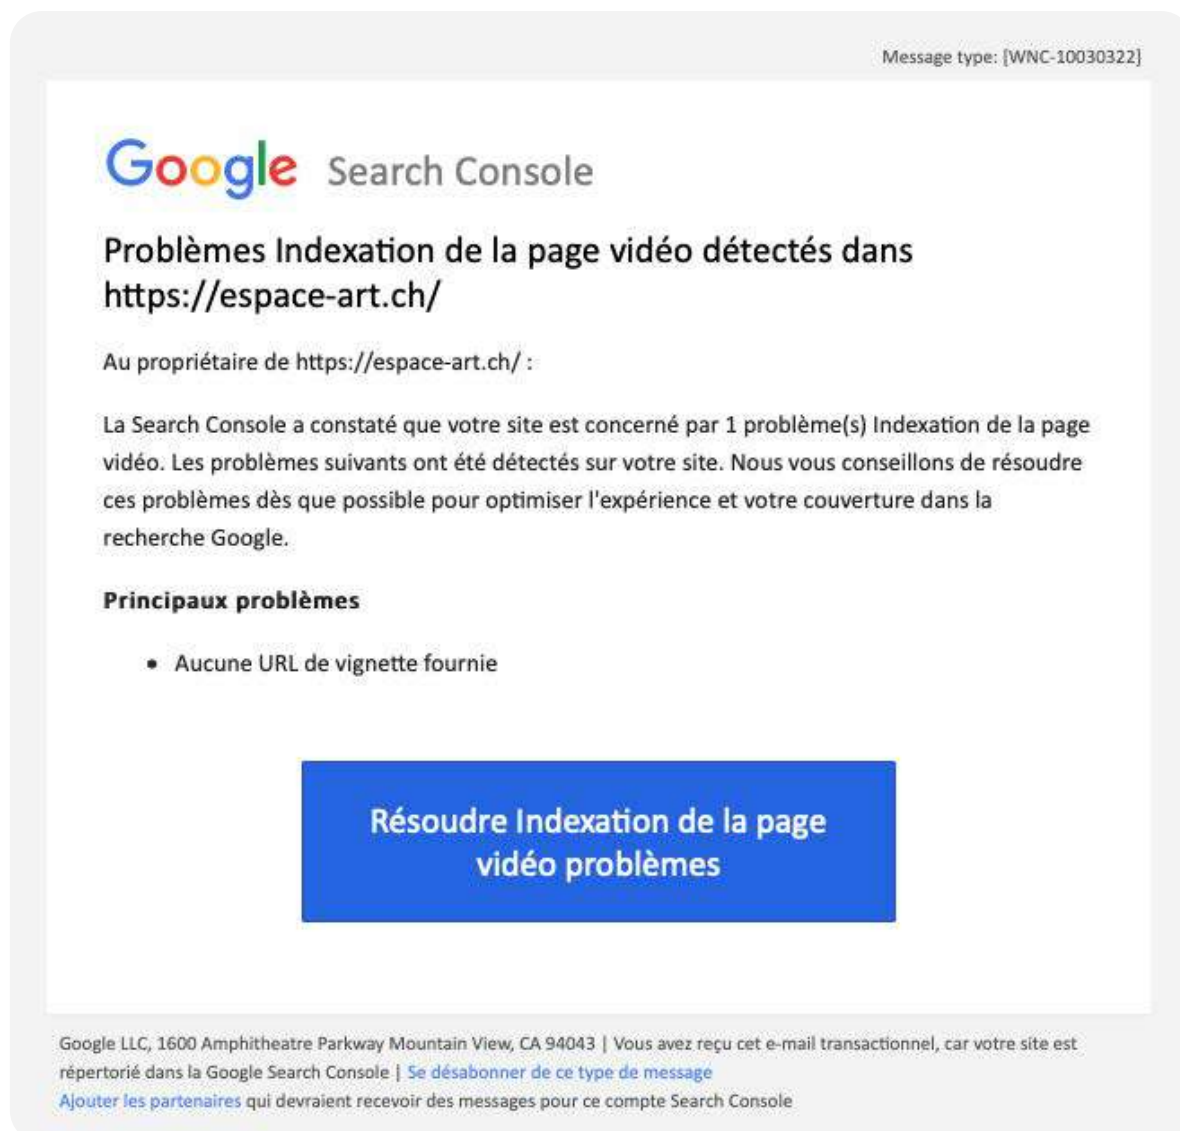 Message type: [WNC-10030322]
Google Search Console
Problèmes Indexation de la page vidéo détectés dans
https://espace-art.ch/
Au propriétaire de https://espace-art.ch/ :
La Search Console a constaté que votre site est concerné par 1 problème(s) Indexation de la page
vidéo. Les problèmes suivants ont été détectés sur votre site. Nous vous conseillons de résoudre
ces problèmes dès que possible pour optimiser l'expérience et votre couverture dans la
recherche Google.
Principaux problèmes
• Aucune URL de vignette fournie
Résoudre Indexation de la page
vidéo problèmes
Google LLC, 1600 Amphitheatre Parkway Mountain View, CA 94043 | Vous avez reçu cet e-mail transactionnel, car votre site est
répertorié dans la Google Search Console | Se désabonner de ce type de message
Ajouter les partenaires qui devraient recevoir des messages pour ce compte Search Console